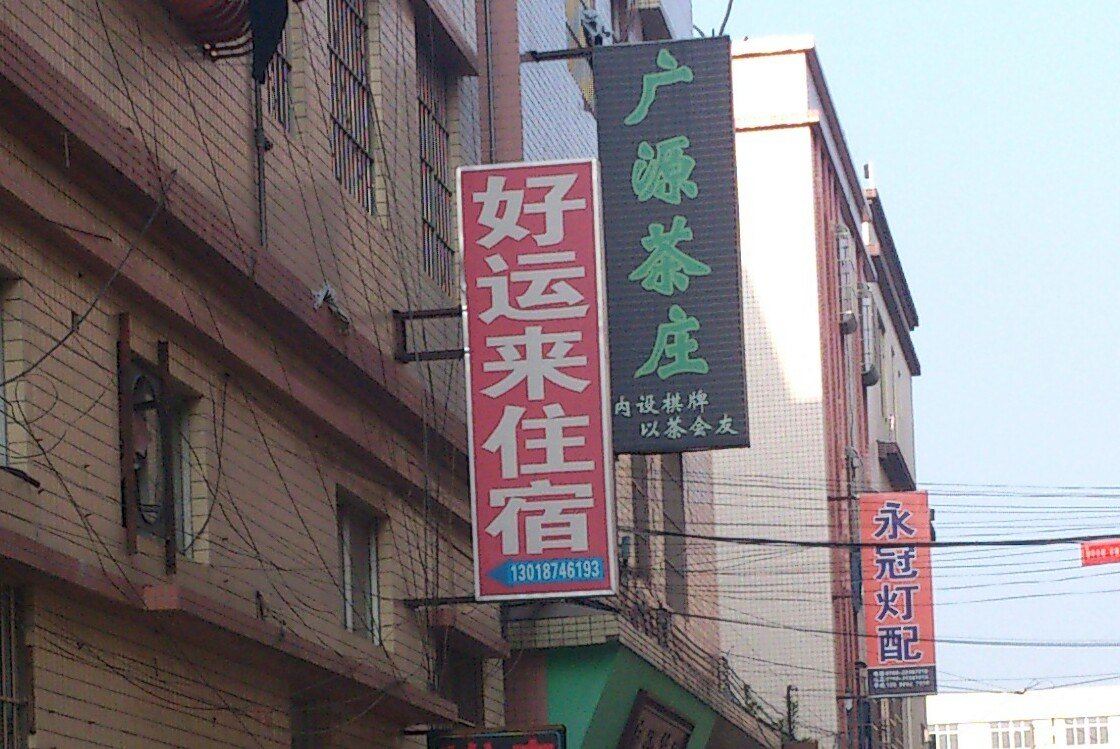 广源茶庄
内设棋牌
以茶会友
好运来住宿
13018746193
永冠灯配